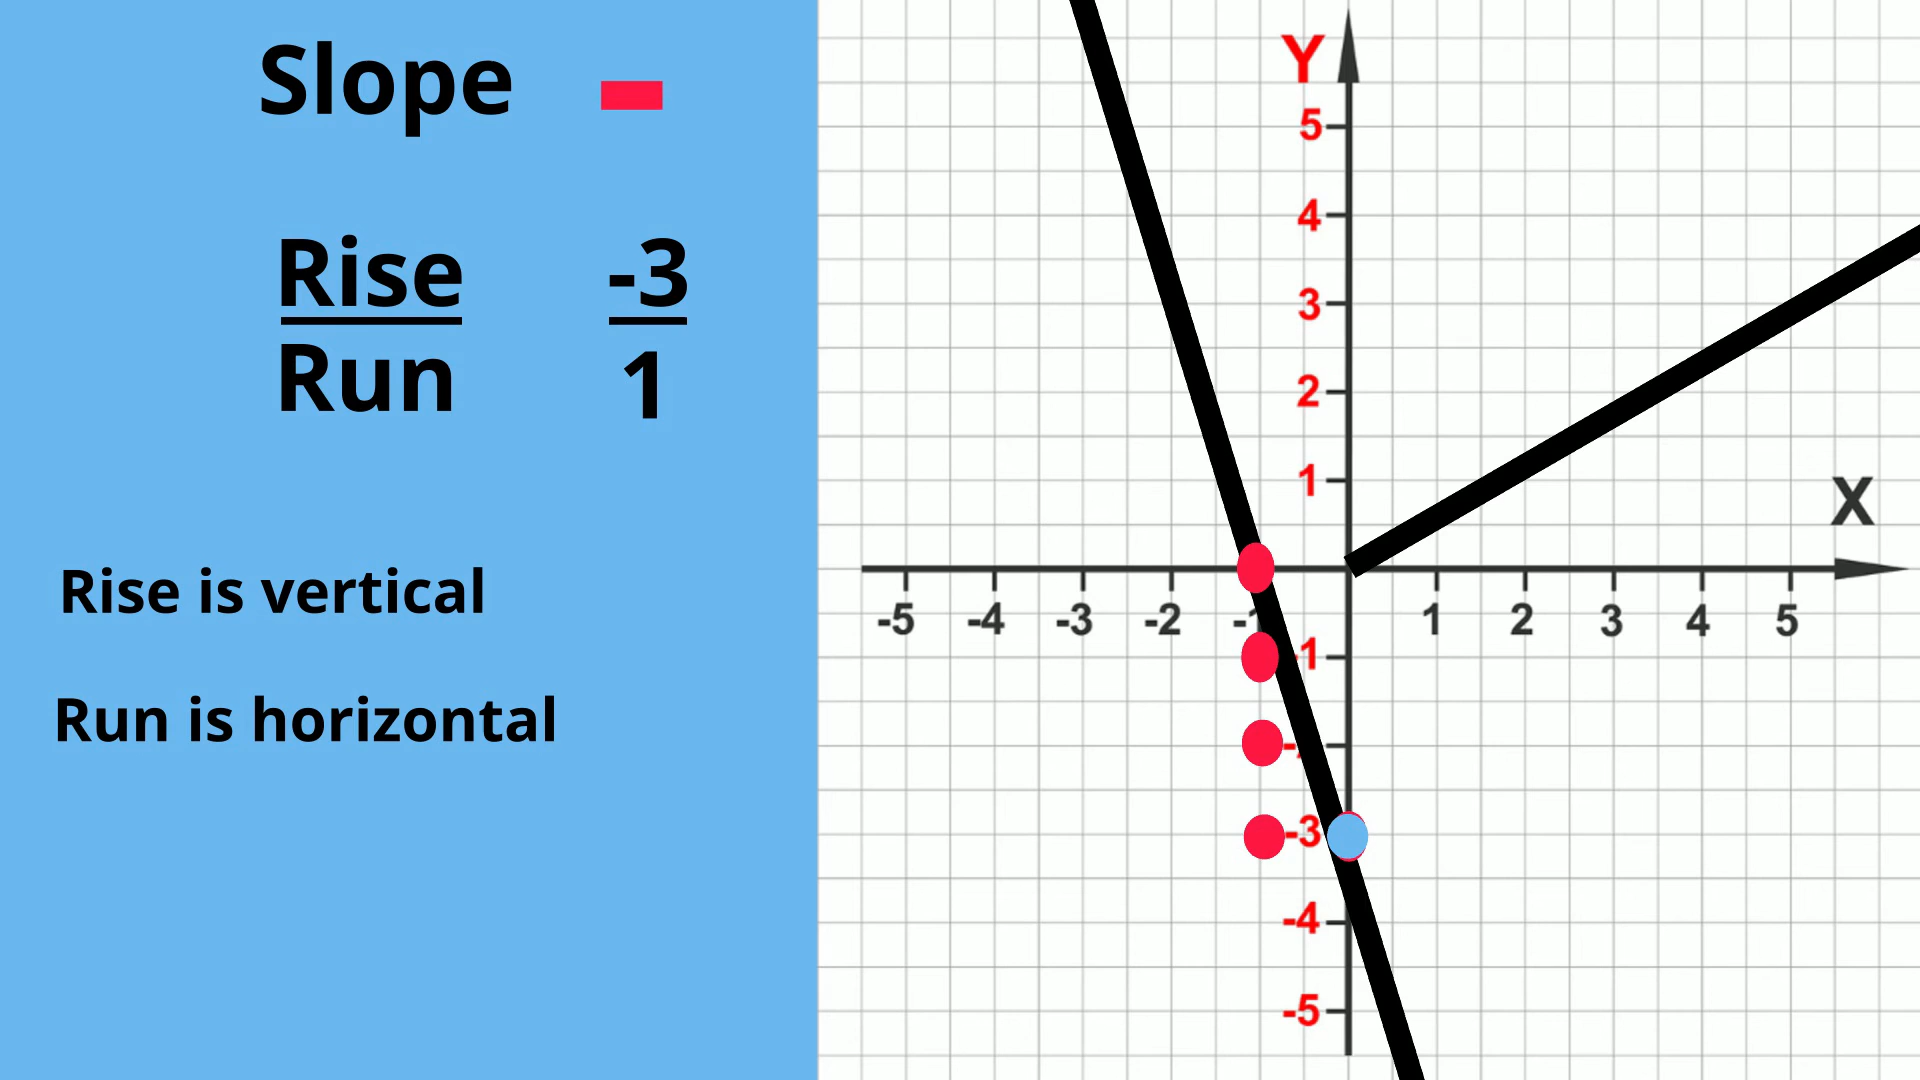 Slope
Rise -3
Run 1
Rise is vertical
Run is horizontal
Y
5
4
3
2
1
X
-5 -4 -3 -2 -1 1 2 3 4 5
-3
-4
-5